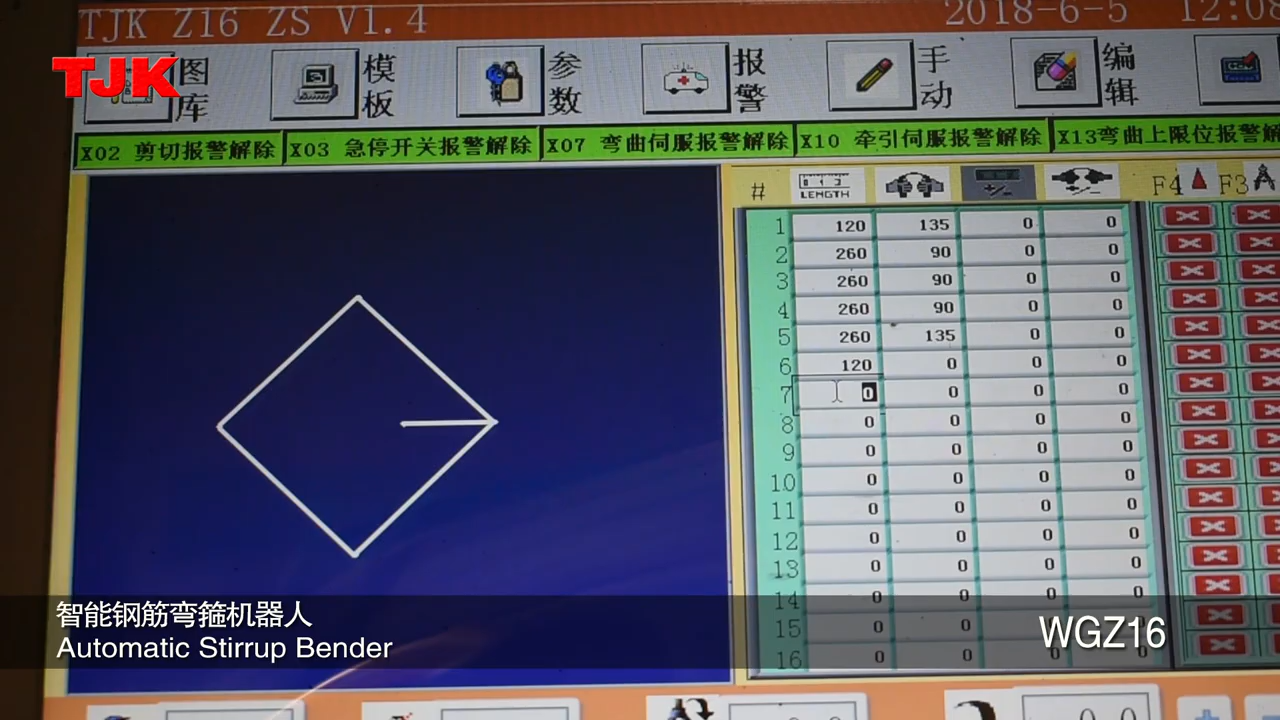 TJK Z16 ZS V1.4 2018-6-5 12:08
TJK
图库 模板 参数 报警 手动 编辑
X02 剪切报警解除 X03 急停开关报警解除 X07 弯曲伺服报警解除 X10 牵引伺服报警解除 X13弯曲上限位报警解
# LENGTH +/- F4 F3
1 120 135 0 0
2 260 90 0 0
3 260 90 0 0
4 260 90 0 0
5 260 135 0 0
6 120 0 0 0
7 0 0 0 0
8 0 0 0 0
9 0 0 0 0
10 0 0 0 0
11 0 0 0 0
12 0 0 0 0
13 0 0 0 0
14 0 0 0 0
15 0 0 0 0
16 0 0 0 0
智能钢筋弯箍机器人
Automatic Stirrup Bender
WGZ16